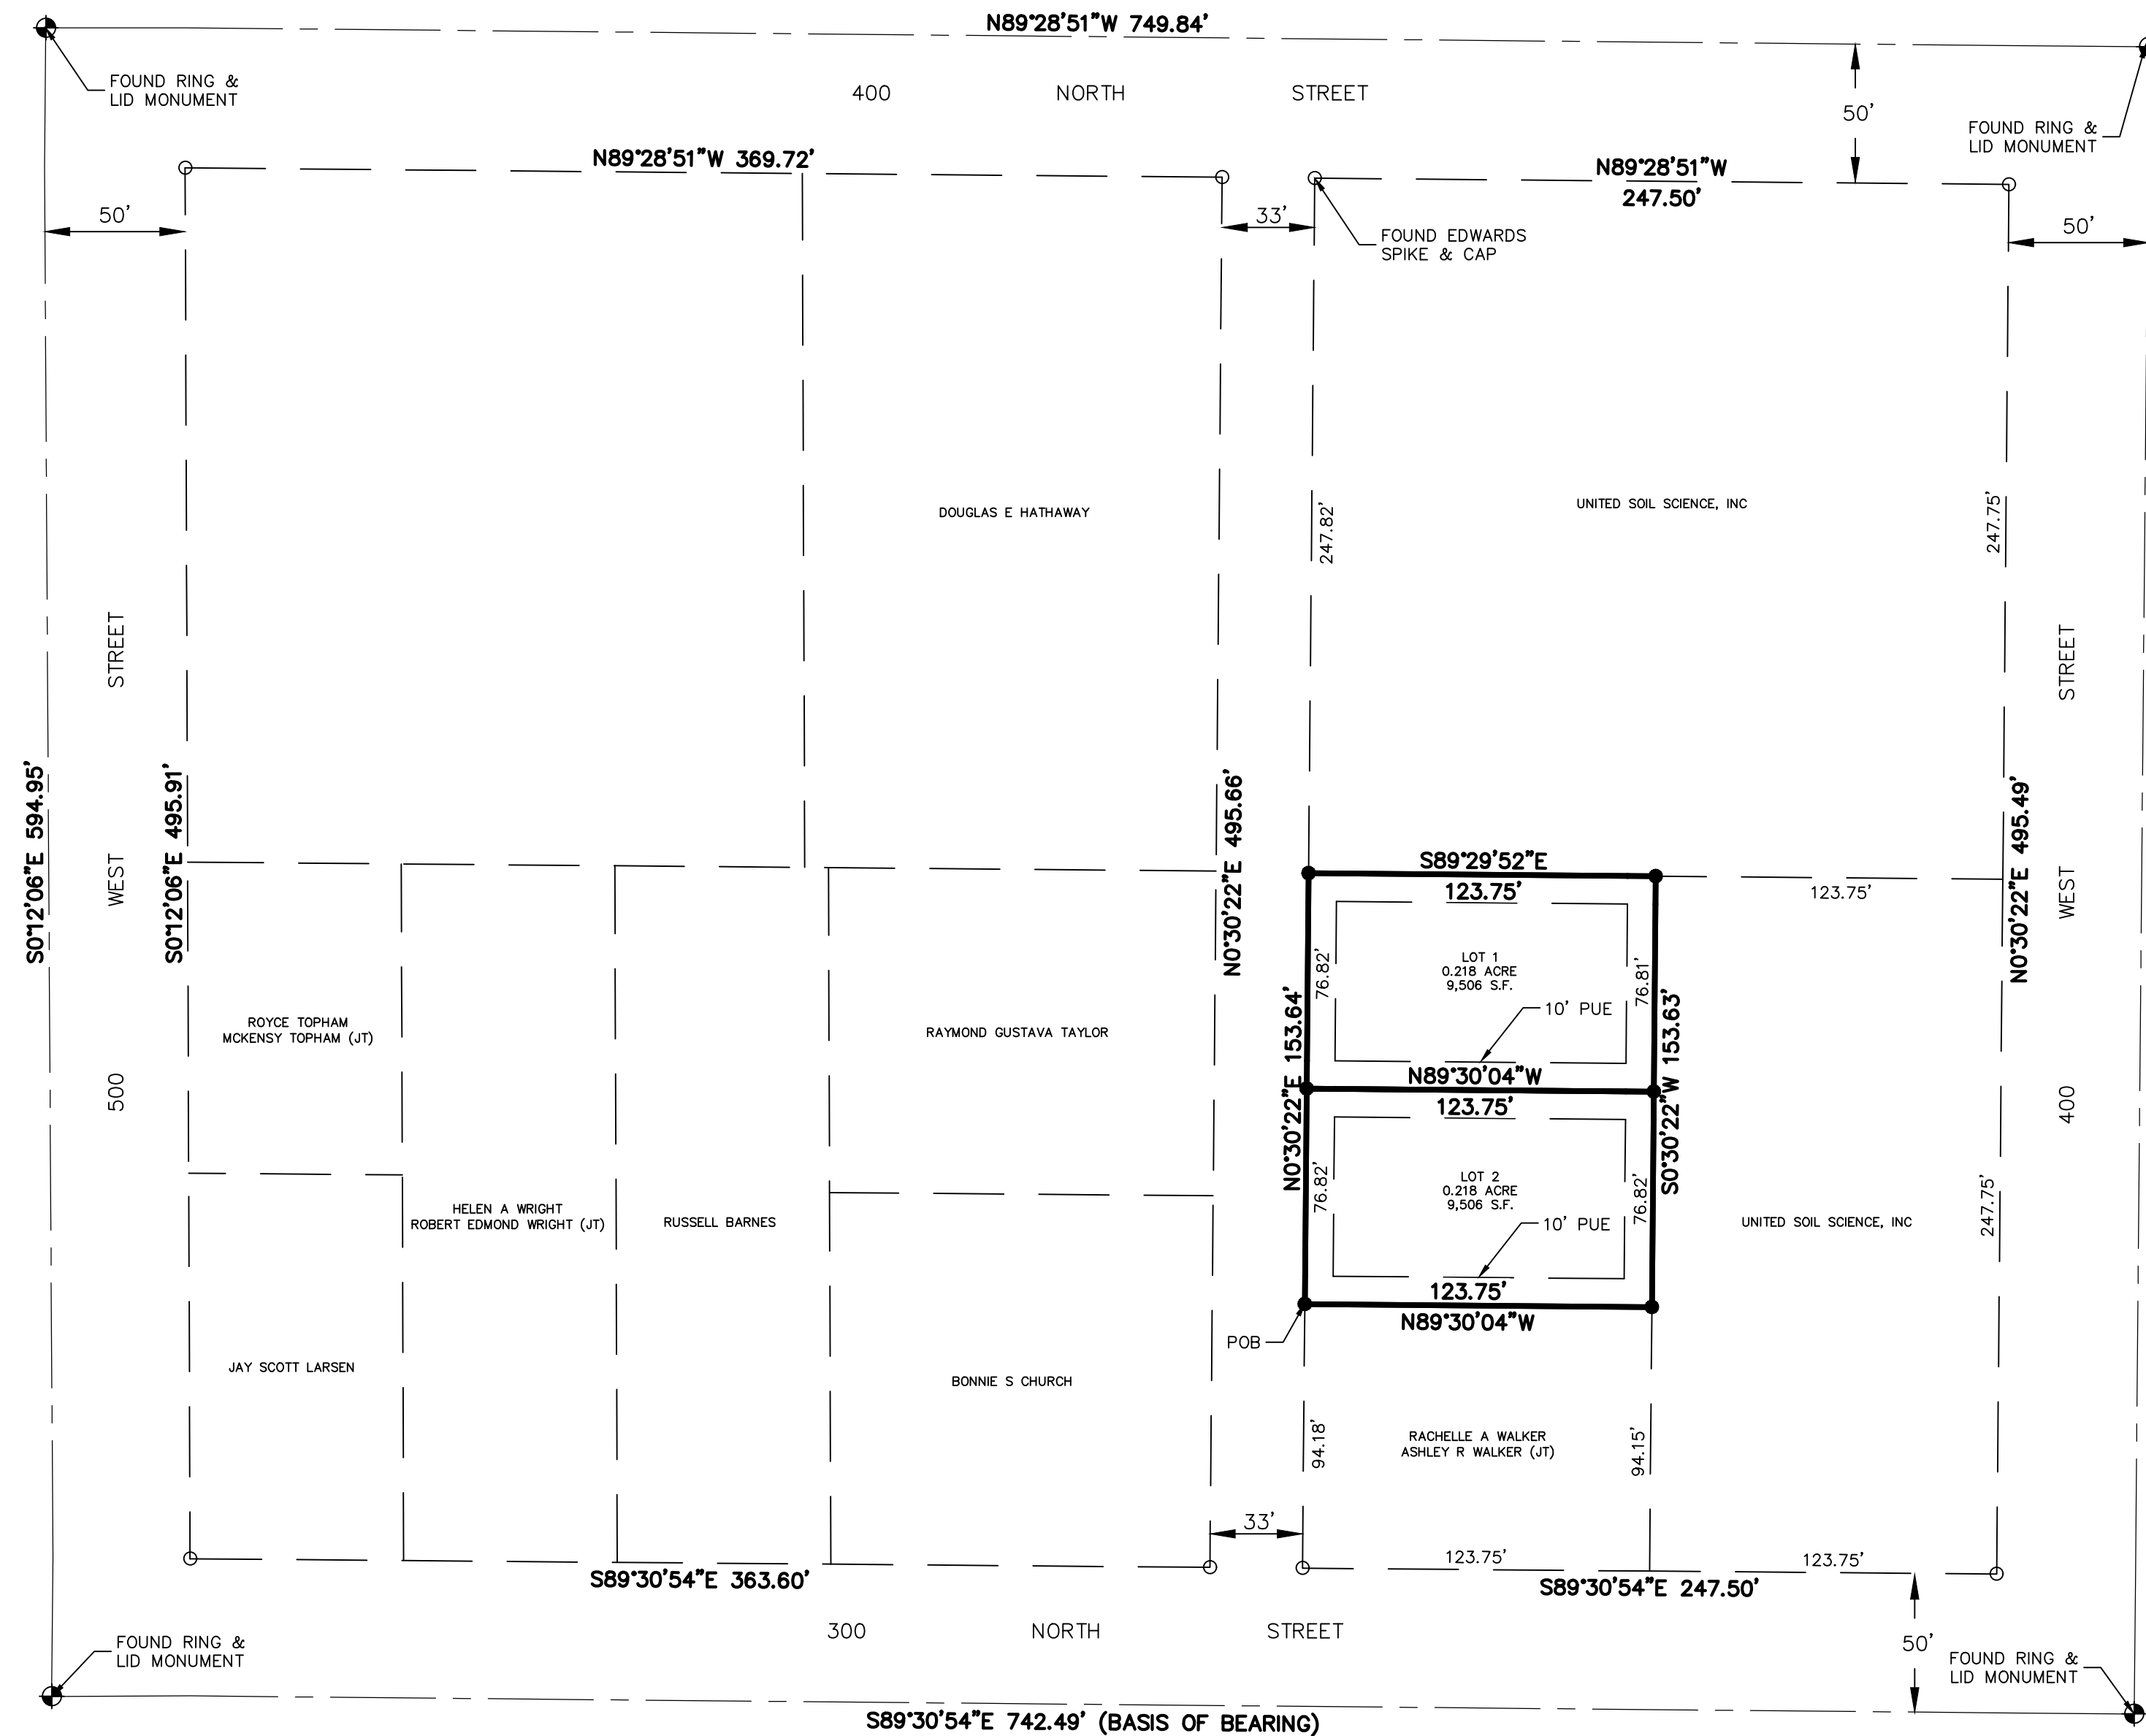 N89°28'51"W 749.84'
FOUND RING &
LID MONUMENT
400 NORTH STREET
50'
FOUND RING &
LID MONUMENT
N89°28'51"W 369.72'
N89°28'51"W
247.50'
50'
33'
FOUND EDWARDS
SPIKE & CAP
50'
DOUGLAS E HATHAWAY
247.82'
UNITED SOIL SCIENCE, INC
247.75'
500 WEST STREET
400 WEST STREET
S0°12'06"E 594.95'
S0°12'06"E 495.91'
N0°30'22"E 495.66'
N0°30'22"E 495.49'
S89°29'52"E
123.75'
123.75'
LOT 1
0.218 ACRE
9,506 S.F.
76.82'
76.81'
10' PUE
ROYCE TOPHAM
MCKENSY TOPHAM (JT)
RAYMOND GUSTAVA TAYLOR
N0°30'22"E 153.64'
S0°30'22"W 153.63'
N89°30'04"W
123.75'
LOT 2
0.218 ACRE
9,506 S.F.
76.82'
76.82'
10' PUE
HELEN A WRIGHT
ROBERT EDMOND WRIGHT (JT)
RUSSELL BARNES
UNITED SOIL SCIENCE, INC
247.75'
123.75'
N89°30'04"W
POB
JAY SCOTT LARSEN
BONNIE S CHURCH
94.18'
RACHELLE A WALKER
ASHLEY R WALKER (JT)
94.15'
33'
123.75'
123.75'
S89°30'54"E 363.60'
S89°30'54"E 247.50'
300 NORTH STREET
50'
FOUND RING &
LID MONUMENT
FOUND RING &
LID MONUMENT
S89°30'54"E 742.49' (BASIS OF BEARING)